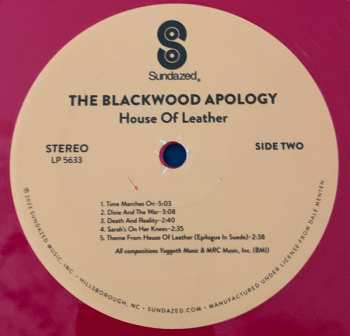 Sundazed®
THE BLACKWOOD APOLOGY
House Of Leather
STEREO
LP 5633
SIDE TWO
1. Time Marches On-5:03
2. Dixie And The War-3:08
3. Death And Reality-2:40
4. Sarah's On Her Knees-2:35
5. Theme From House Of Leather (Epilogue In Suede)-2:38
All compositions Yuggoth Music & MRC Music, Inc. (BMI)
SUNDAZED MUSIC, INC. • HILLSBOROUGH, NC • SUNDAZED.COM • MANUFACTURED UNDER LICENSE FROM DALE MENTEN